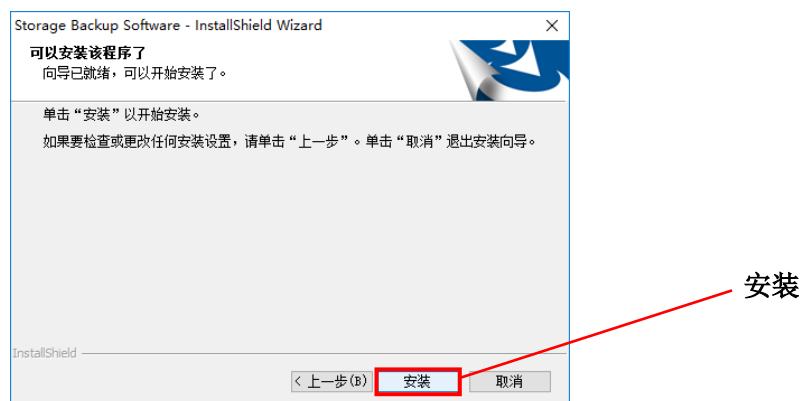 Storage Backup Software - InstallShield Wizard
可以安装该程序了
向导已就绪，可以开始安装了。
单击“安装”以开始安装。
如果要检查或更改任何安装设置，请单击“上一步”。单击“取消”退出安装向导。
安装
InstallShield
< 上一步(B) 安装 取消